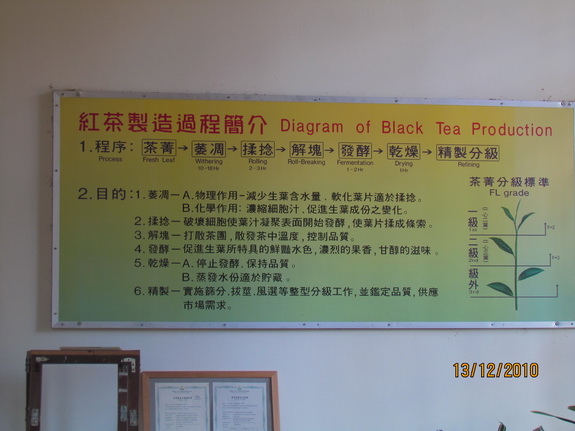 紅茶製造過程簡介 Diagram of Black Tea Production
1.程序:茶菁→萎凋→揉捻→解塊→發酵→乾燥→精製分級
Process Fresh Leaf Withering Rolling Roll-Breaking Fermentation Drying Refining
2-3Hr 1-2Hr 1Hr
茶菁分級標準
FL grade
2.目的:1.萎凋—A.物理作用-減少生葉含水量.軟化葉片適於揉捻。
B.化學作用:濃縮細胞汁.促進生葉成份之變化。
2.揉捻—破壞細胞使葉汁凝聚表面開始發酵,使葉片揉成條索。
3.解塊—打散茶團,散發茶中溫度,控制品質。
4.發酵—促進生葉所特具的鮮豔水色,濃烈的果香,甘醇的滋味。
5.乾燥—A.停止發酵.保持品質。
B.蒸發水份適於貯藏。
6.精製—實施篩分.拔莖.風選等整型分級工作,並鑑定品質,供應
市場需求。
一級
1st
二級
2nd
級外
3rd
13/12/2010